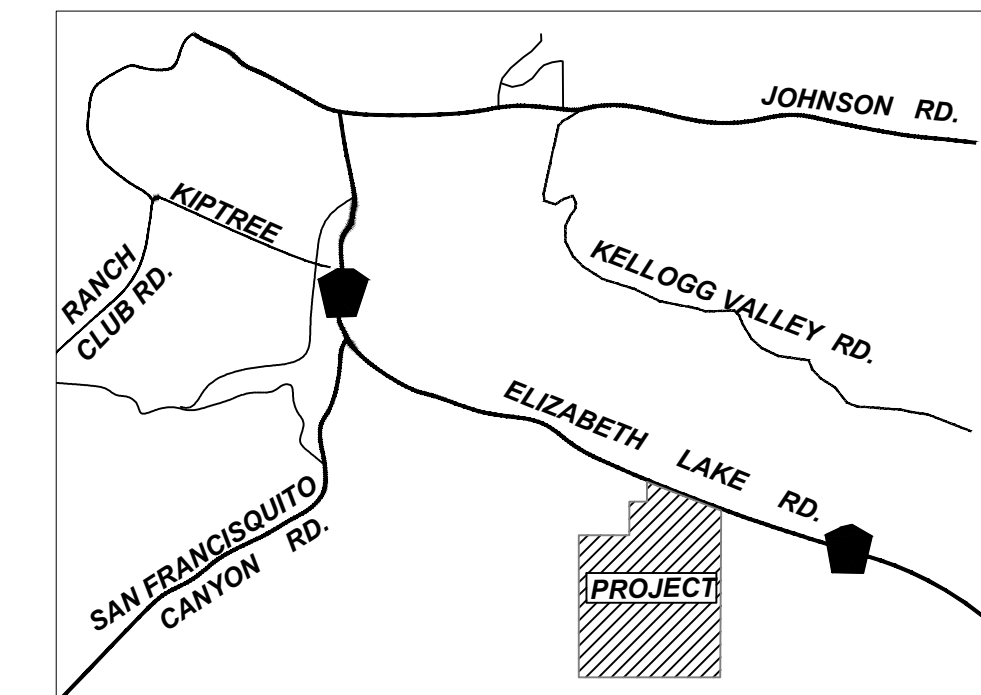 JOHNSON RD.
KIPTREE
RANCH
CLUB RD.
KELLOGG VALLEY RD.
ELIZABETH LAKE RD.
SAN FRANCISQUITO
CANYON RD.
PROJECT